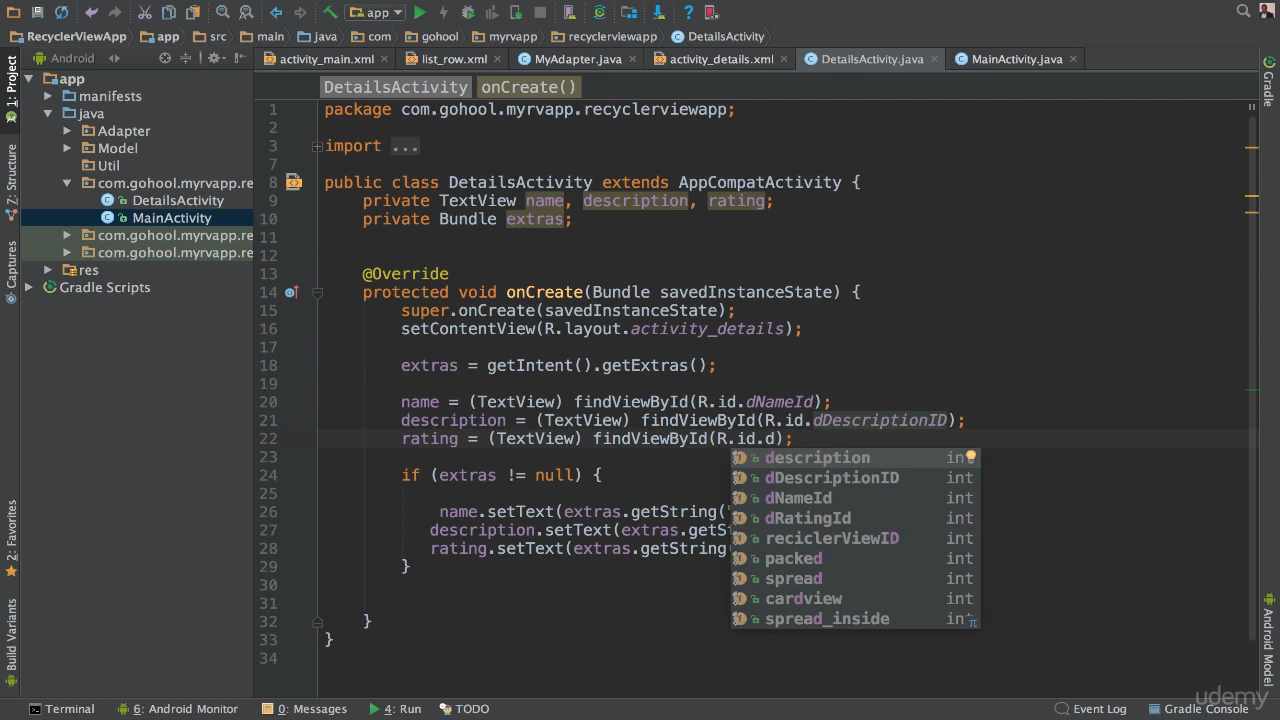 app
RecyclerViewApp app src main java com gohool myrvapp recyclerviewapp DetailsActivity
Android
activity_main.xml list_row.xml MyAdapter.java activity_details.xml DetailsActivity.java MainActivity.java
1: Project
Z: Structure
Captures
2: Favorites
Build Variants
app
manifests
java
Adapter
Model
Util
com.gohool.myrvapp.re
DetailsActivity
MainActivity
com.gohool.myrvapp.re
com.gohool.myrvapp.re
res
Gradle Scripts
DetailsActivity onCreate()
1 package com.gohool.myrvapp.recyclerviewapp;
2
3 import ...
7
8 public class DetailsActivity extends AppCompatActivity {
9 private TextView name, description, rating;
10 private Bundle extras;
11
12
13 @Override
14 protected void onCreate(Bundle savedInstanceState) {
15 super.onCreate(savedInstanceState);
16 setContentView(R.layout.activity_details);
17
18 extras = getIntent().getExtras();
19
20 name = (TextView) findViewById(R.id.dNameId);
21 description = (TextView) findViewById(R.id.dDescriptionID);
22 rating = (TextView) findViewById(R.id.d);
23
24 if (extras != null) {
25
26 name.setText(extras.getString(
27 description.setText(extras.getSt
28 rating.setText(extras.getString(
29 }
30
31
32 }
33 }
34
description int
dDescriptionID int
dNameId int
dRatingId int
reciclerViewID int
packed int
spread int
cardview int
spread_inside int
π
Gradle
Android Model
Terminal 6: Android Monitor 0: Messages 4: Run TODO Event Log Gradle Console
udemy